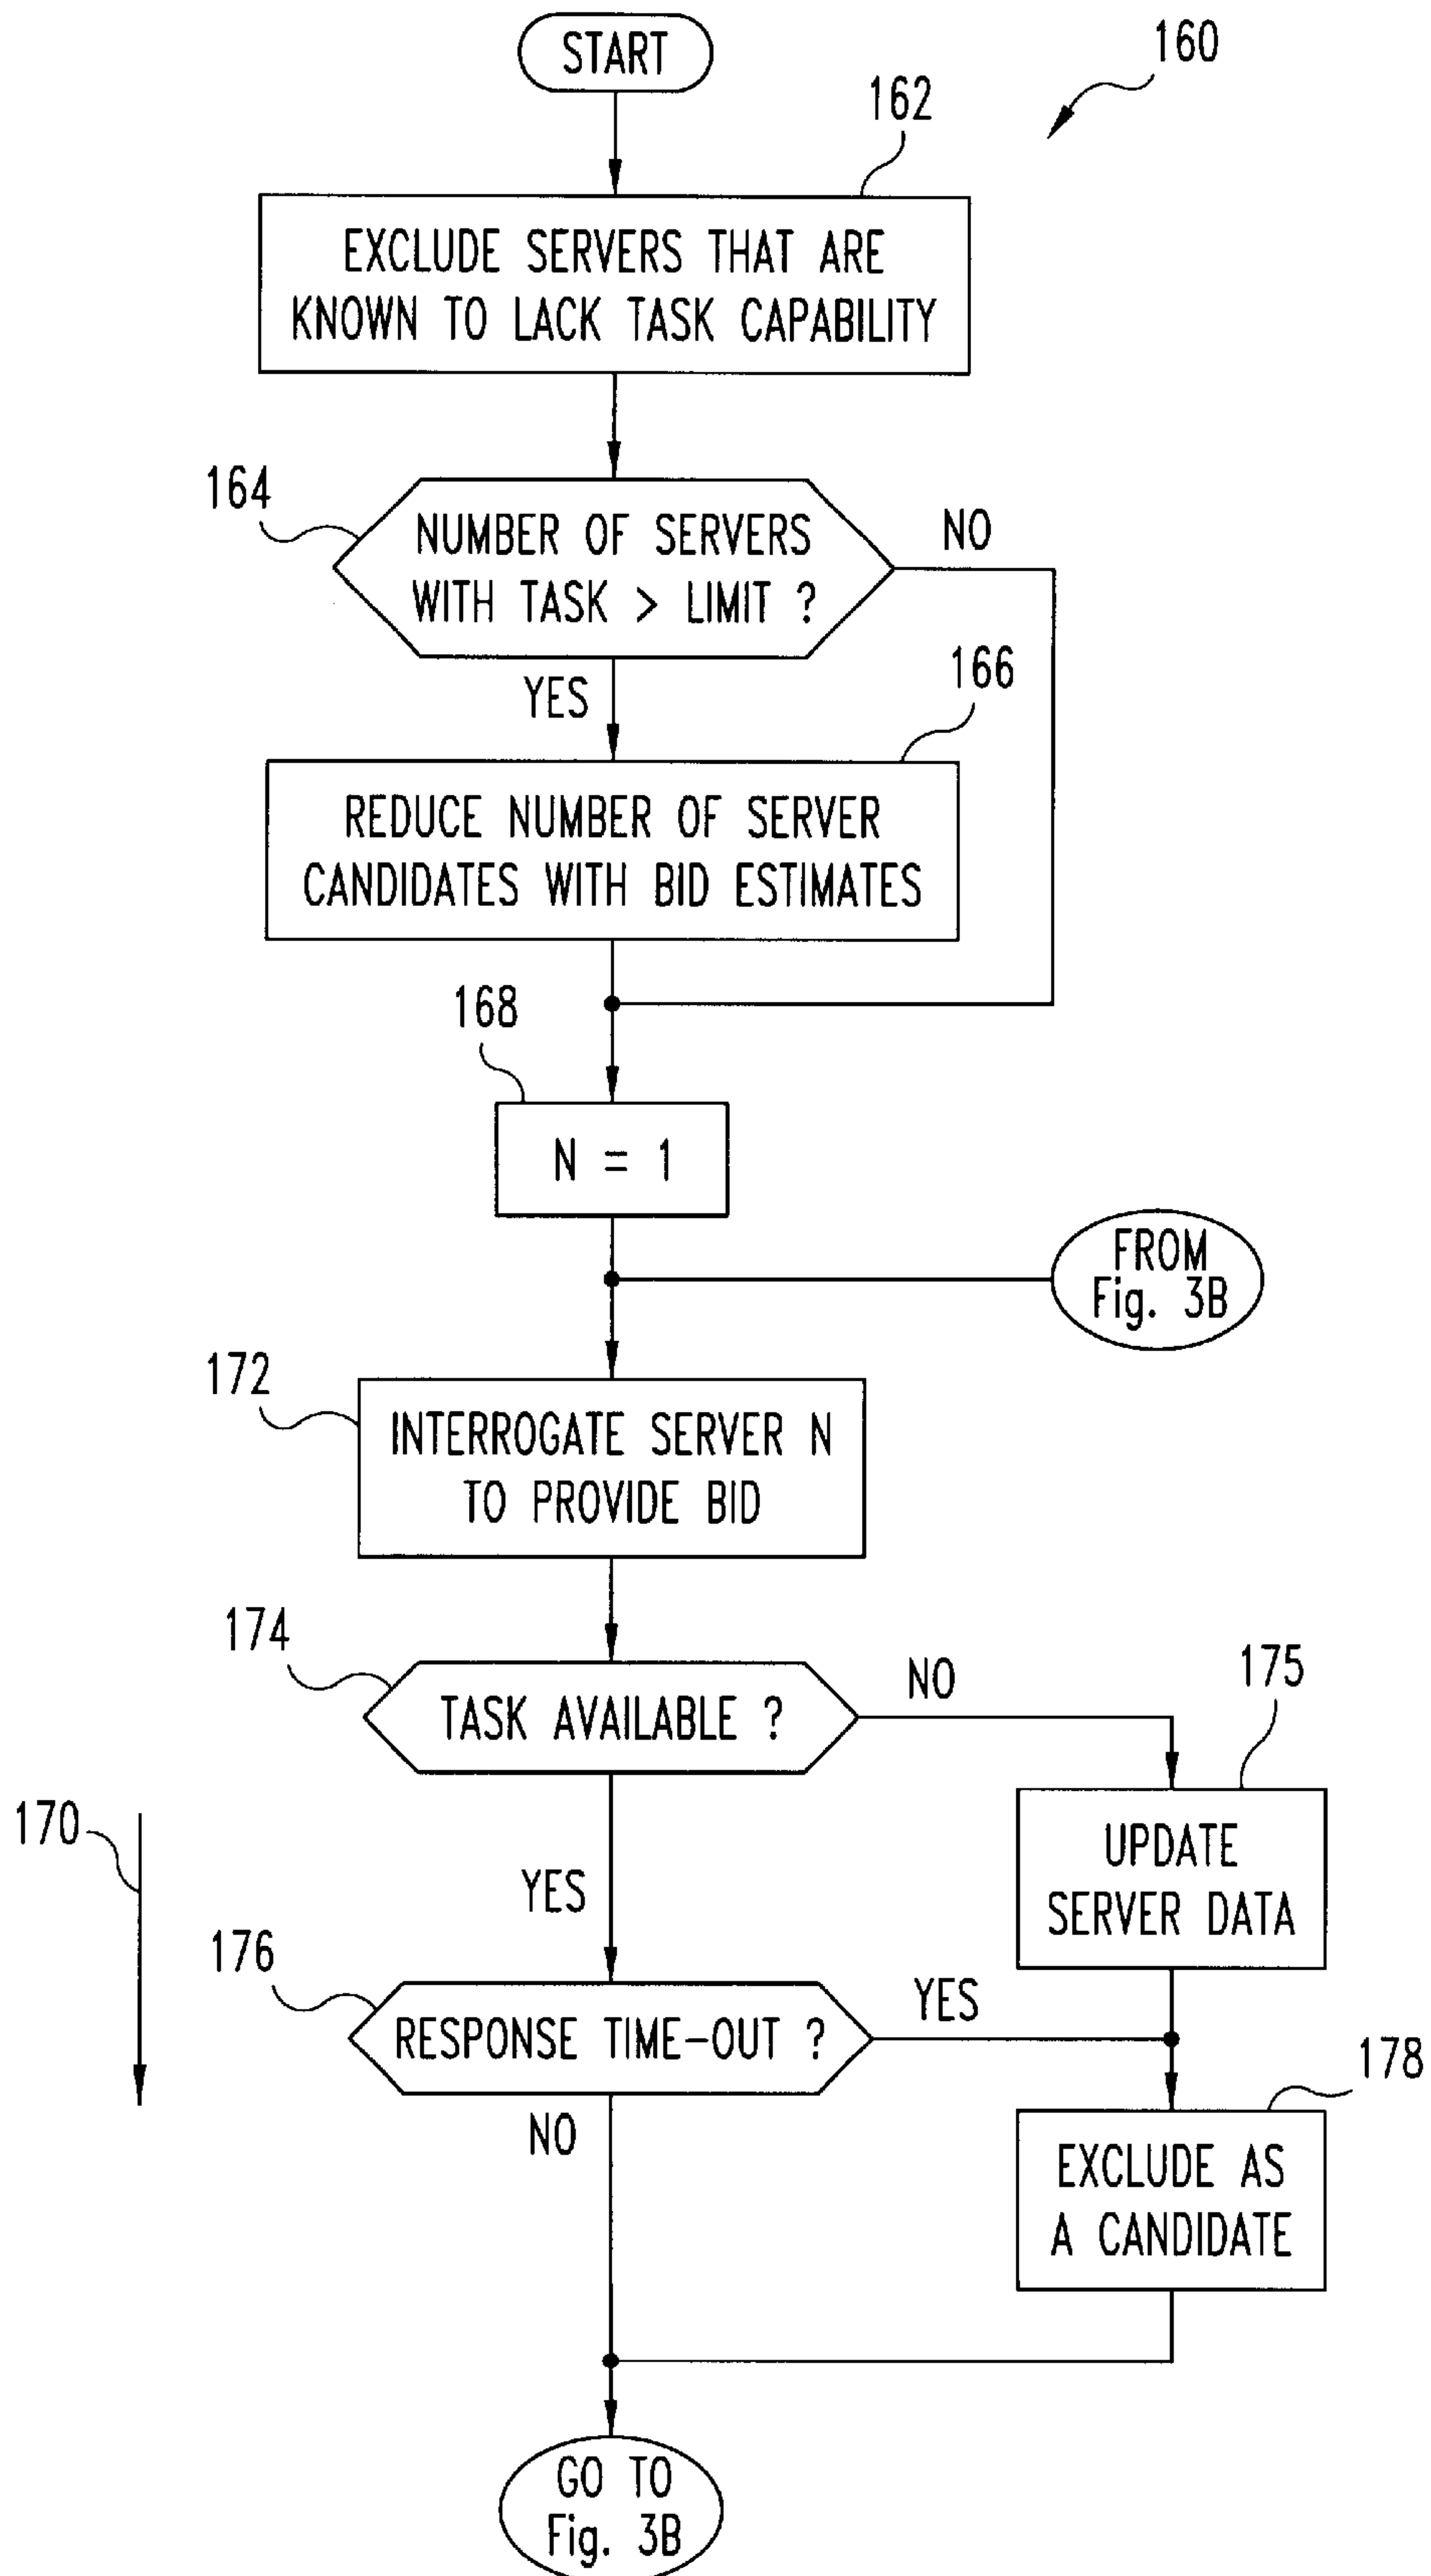 START
160
162
EXCLUDE SERVERS THAT ARE
KNOWN TO LACK TASK CAPABILITY
164
NUMBER OF SERVERS
WITH TASK > LIMIT ?
NO
YES
166
REDUCE NUMBER OF SERVER
CANDIDATES WITH BID ESTIMATES
168
N = 1
FROM
Fig. 3B
172
INTERROGATE SERVER N
TO PROVIDE BID
174
TASK AVAILABLE ?
NO
175
UPDATE
SERVER DATA
170
YES
176
RESPONSE TIME-OUT ?
YES
178
NO
EXCLUDE AS
A CANDIDATE
GO TO
Fig. 3B